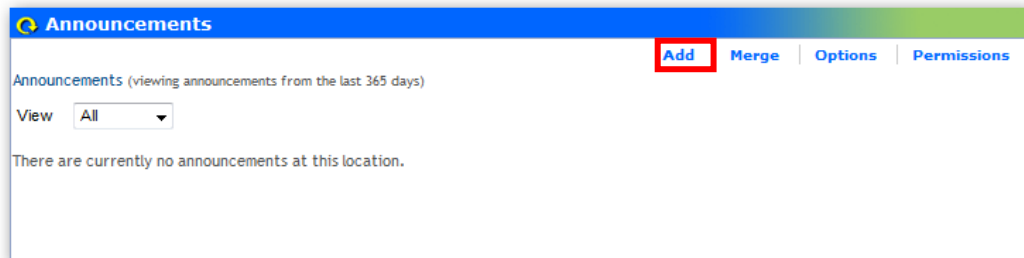 Announcements
Add Merge Options Permissions
Announcements (viewing announcements from the last 365 days)
View All
There are currently no announcements at this location.